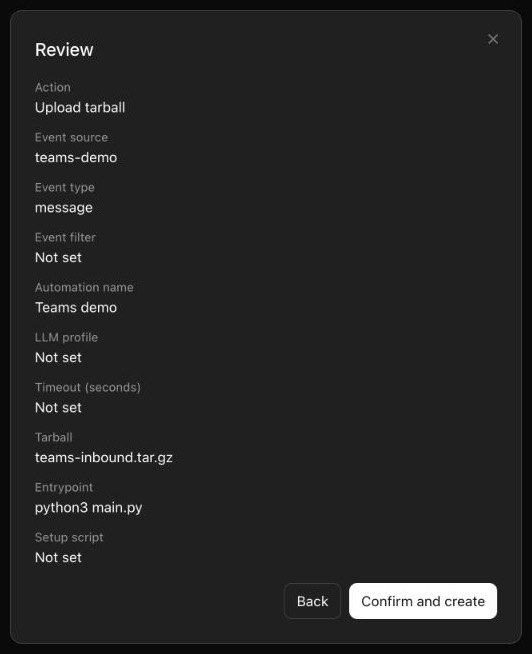 Review
Action
Upload tarball
Event source
teams-demo
Event type
message
Event filter
Not set
Automation name
Teams demo
LLM profile
Not set
Timeout (seconds)
Not set
Tarball
teams-inbound.tar.gz
Entrypoint
python3 main.py
Setup script
Not set
Back
Confirm and create